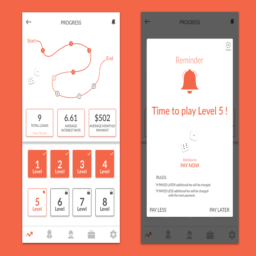 PROGRESS
Start
End
9
6.61
$502
TOTAL LOANS
AVERAGE INTEREST RATE
AVERAGE MONTHLY PAYMENT
1 Level
2 Level
3 Level
4 Level
5 Level
6 Level
7 Level
8 Level
PROGRESS
Reminder
Time to play Level 5 !
PAY NOW
RULES
PAY LESS
PAY LATER